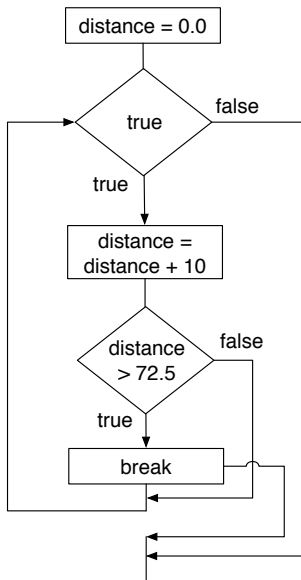 distance = 0.0
true
false
true
distance =
distance + 10
distance
> 72.5
false
true
break